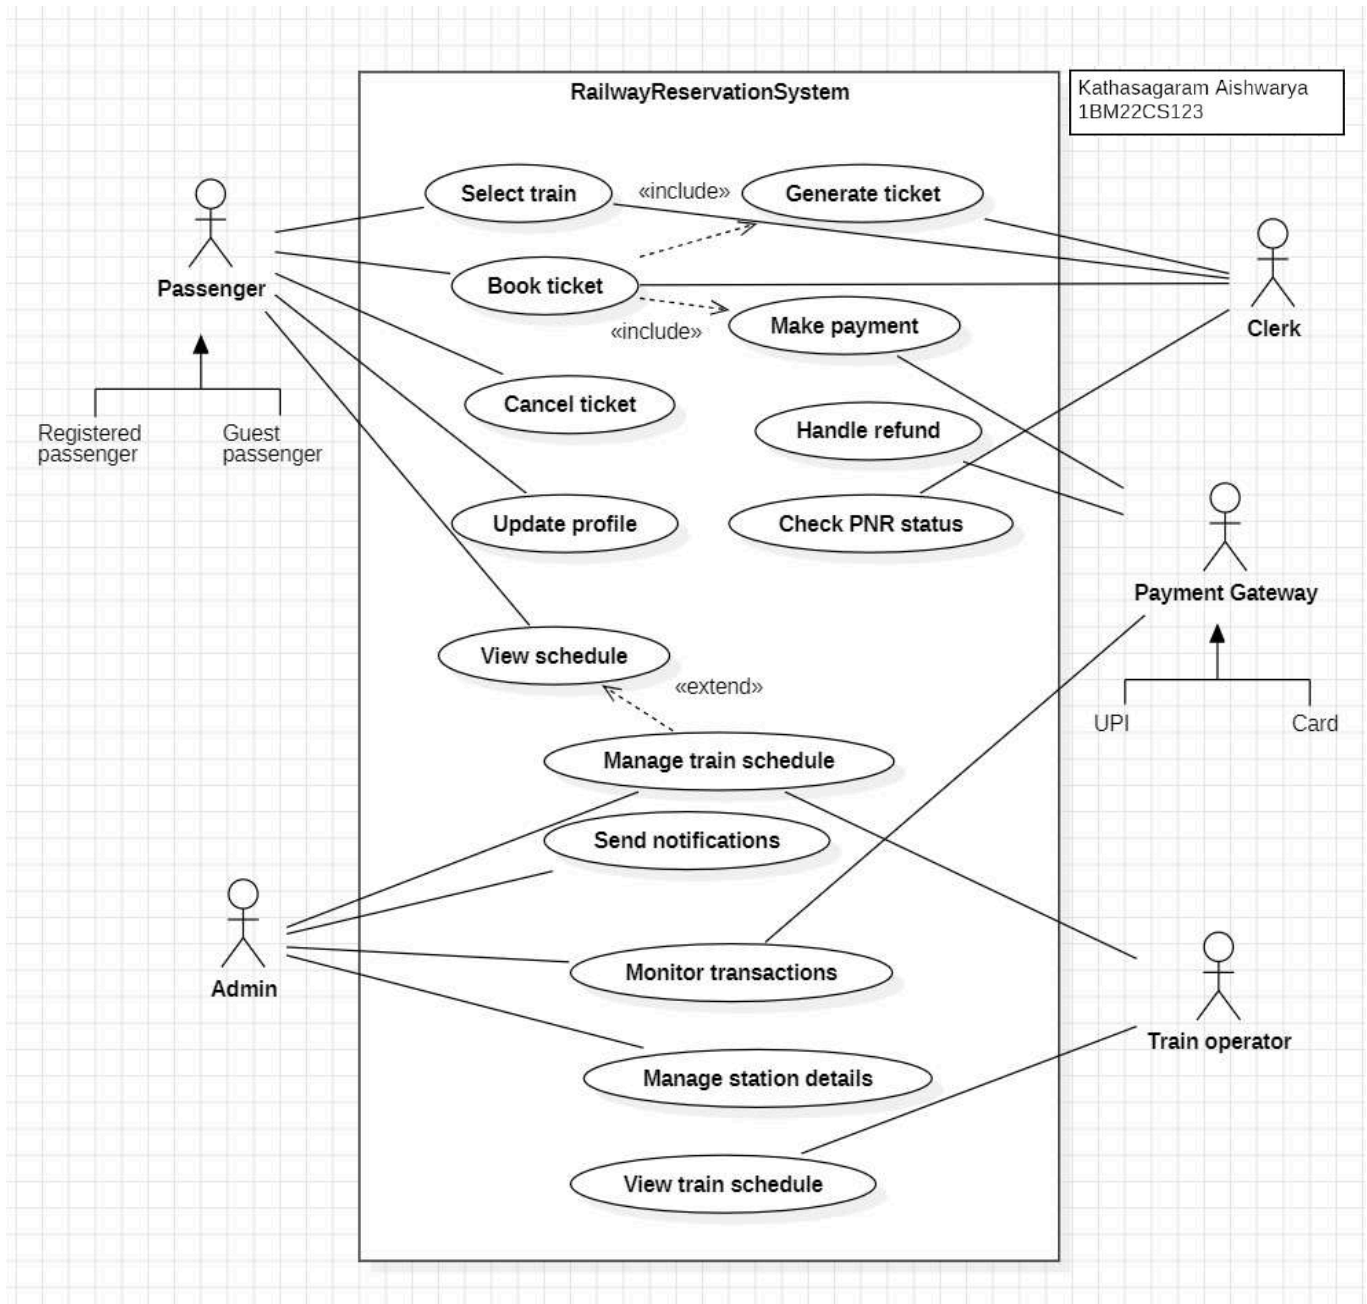 RailwayReservationSystem
Kathasagaram Aishwarya
1BM22CS123
Select train
«include»
Generate ticket
Passenger
Book ticket
«include»
Make payment
Clerk
Cancel ticket
Handle refund
Registered
passenger
Guest
passenger
Update profile
Check PNR status
Payment Gateway
View schedule
«extend»
UPI
Card
Manage train schedule
Send notifications
Admin
Monitor transactions
Train operator
Manage station details
View train schedule